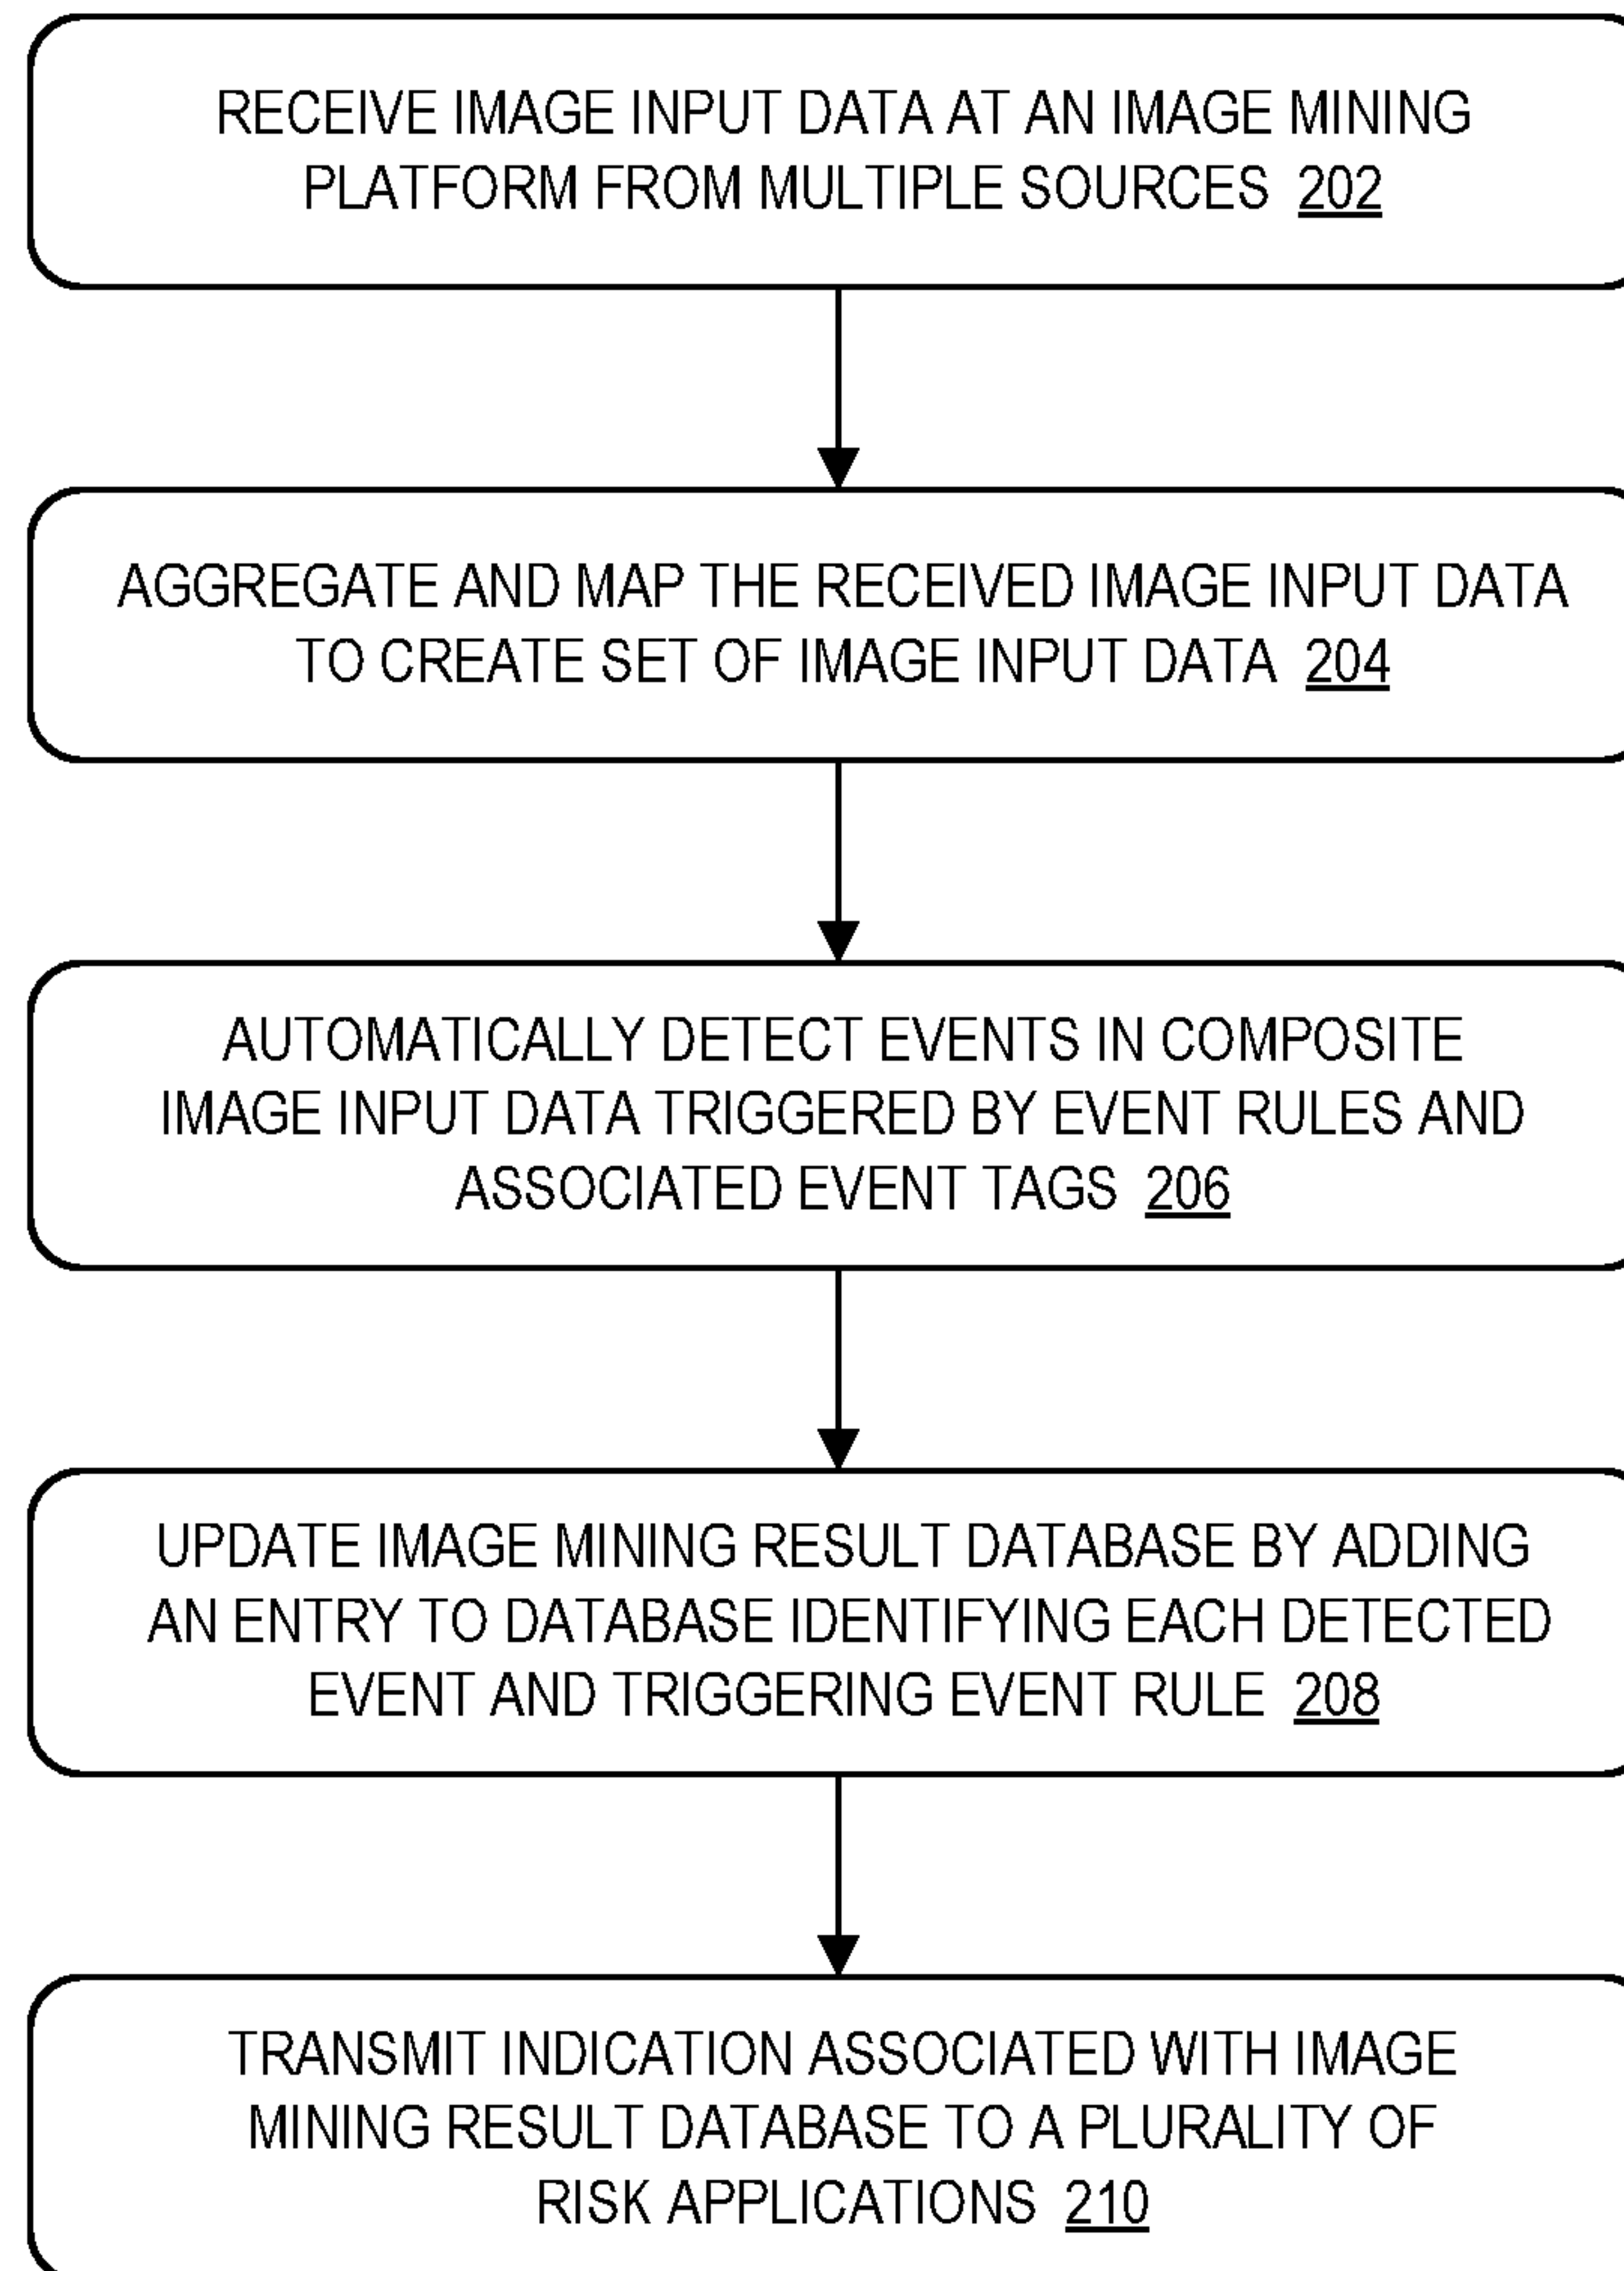 RECEIVE IMAGE INPUT DATA AT AN IMAGE MINING
PLATFORM FROM MULTIPLE SOURCES 202
AGGREGATE AND MAP THE RECEIVED IMAGE INPUT DATA
TO CREATE SET OF IMAGE INPUT DATA 204
AUTOMATICALLY DETECT EVENTS IN COMPOSITE
IMAGE INPUT DATA TRIGGERED BY EVENT RULES AND
ASSOCIATED EVENT TAGS 206
UPDATE IMAGE MINING RESULT DATABASE BY ADDING
AN ENTRY TO DATABASE IDENTIFYING EACH DETECTED
EVENT AND TRIGGERING EVENT RULE 208
TRANSMIT INDICATION ASSOCIATED WITH IMAGE
MINING RESULT DATABASE TO A PLURALITY OF
RISK APPLICATIONS 210